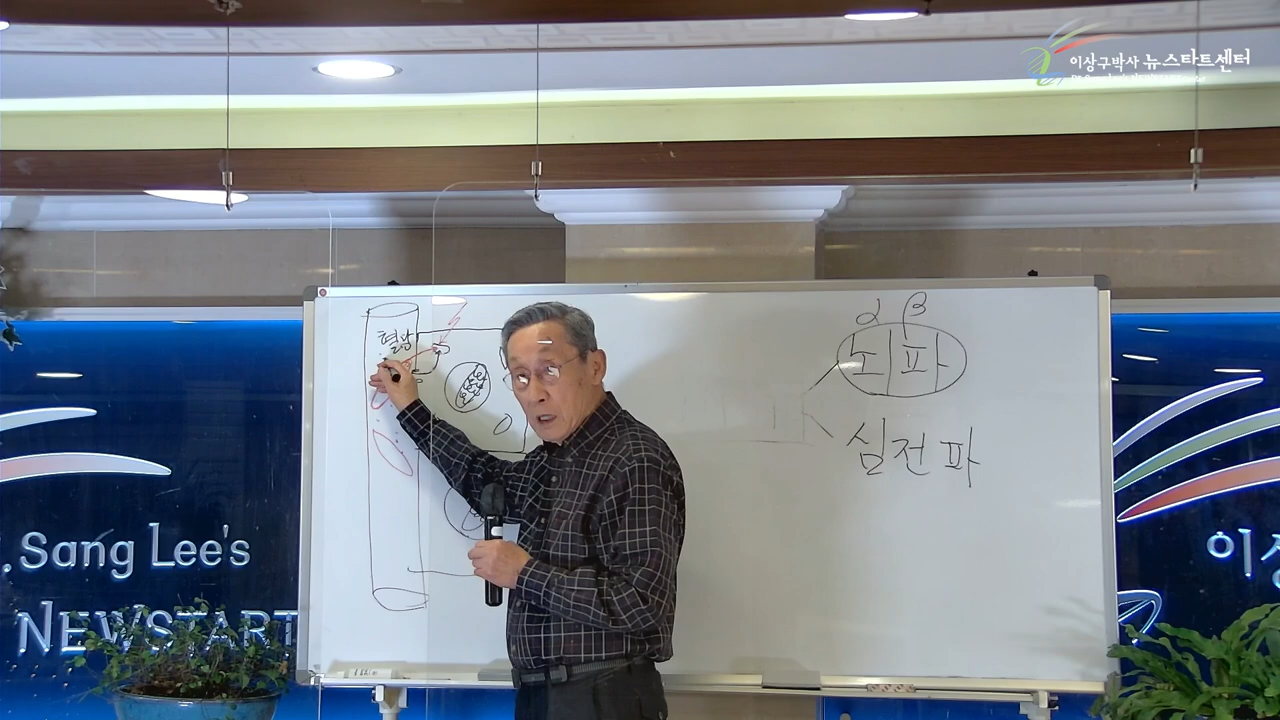 이상구박사 뉴스타트센터
혈당
α β
뇌파
심전파
. Sang Lee's
NEWSTART
이상